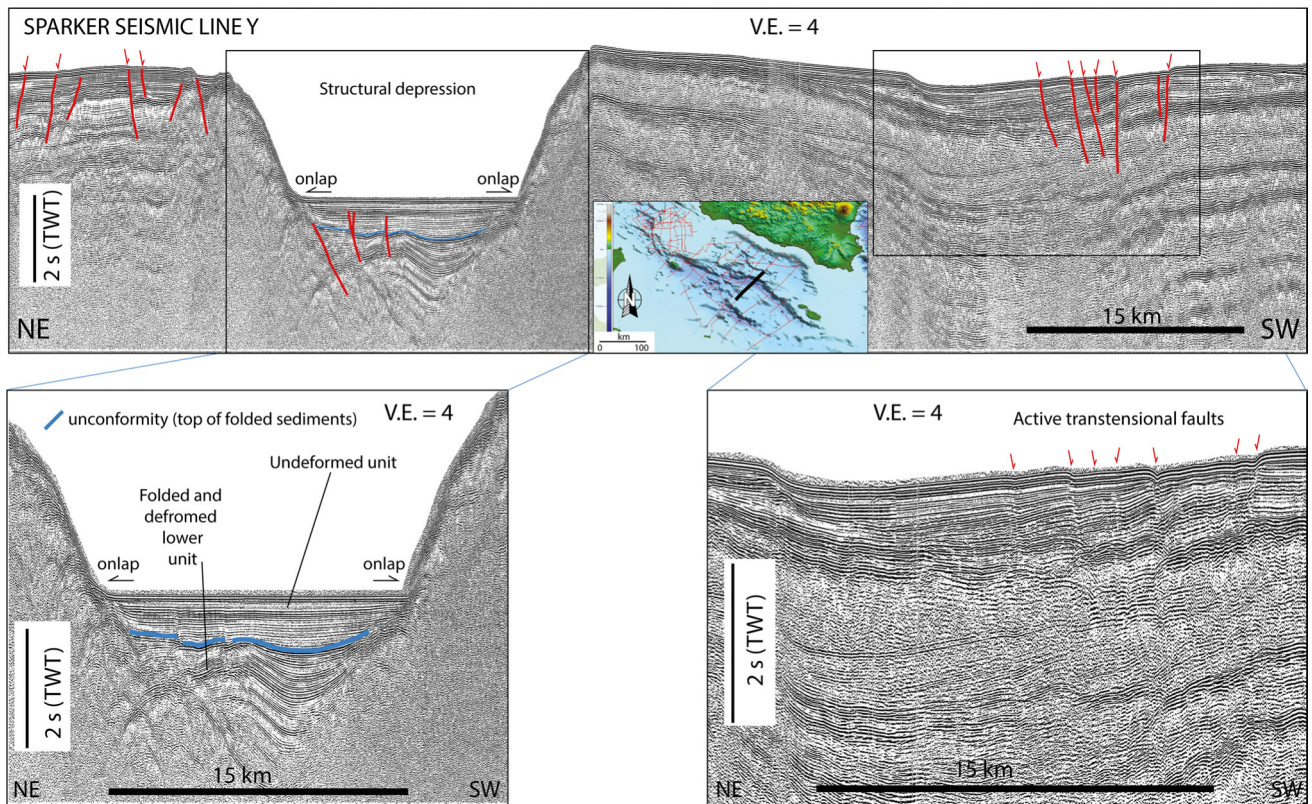 SPARKER SEISMIC LINE Y
V.E. = 4
Structural depression
onlap
onlap
2 s (TWT)
N
km
0 100
15 km
NE
SW
unconformity (top of folded sediments)
V.E. = 4
Undeformed unit
Folded and
defromed
lower
unit
onlap
onlap
2 s (TWT)
15 km
NE
SW
V.E. = 4
Active transtensional faults
2 s (TWT)
15 km
NE
SW